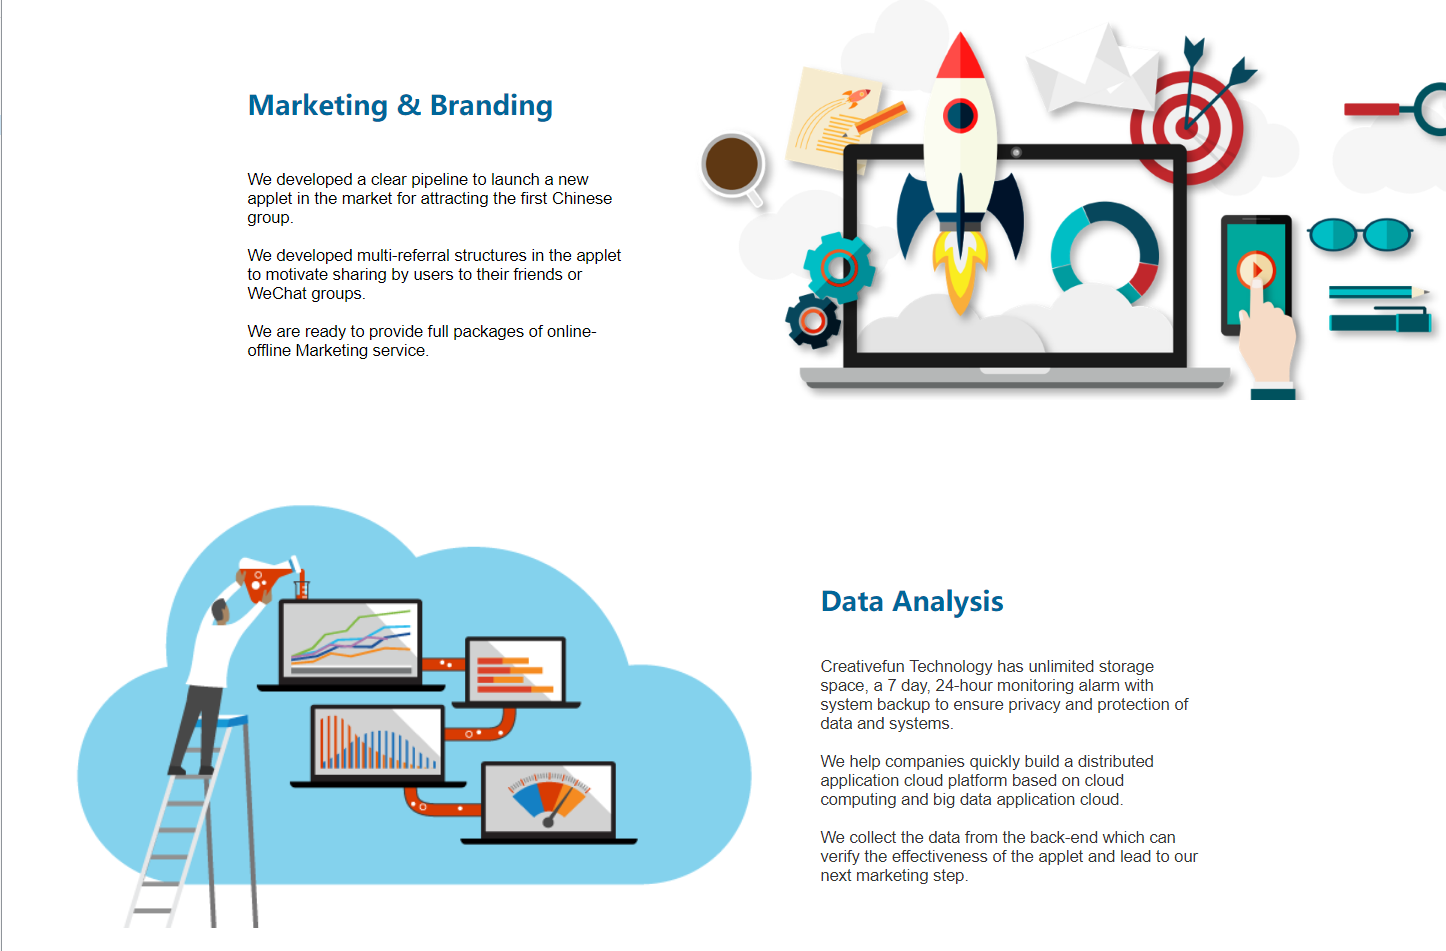 Marketing & Branding
We developed a clear pipeline to launch a new
applet in the market for attracting the first Chinese
group.
We developed multi-referral structures in the applet
to motivate sharing by users to their friends or
WeChat groups.
We are ready to provide full packages of online-
offline Marketing service.
Data Analysis
Creativefun Technology has unlimited storage
space, a 7 day, 24-hour monitoring alarm with
system backup to ensure privacy and protection of
data and systems.
We help companies quickly build a distributed
application cloud platform based on cloud
computing and big data application cloud.
We collect the data from the back-end which can
verify the effectiveness of the applet and lead to our
next marketing step.